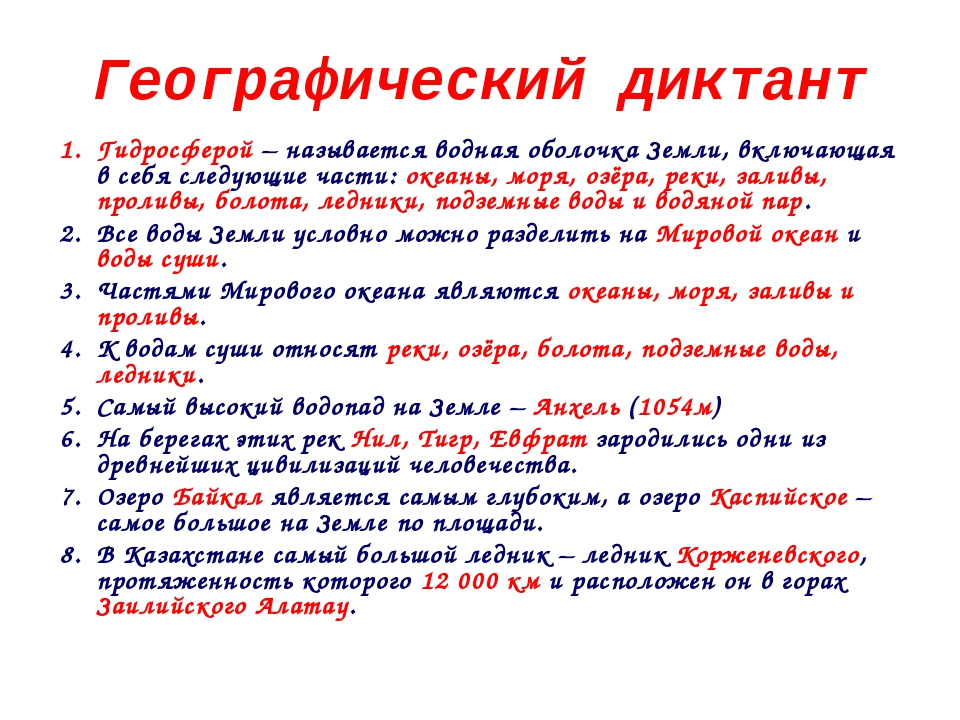 Географический диктант
1. Гидросферой – называется водная оболочка Земли, включающая
в себя следующие части: океаны, моря, озёра, реки, заливы,
проливы, болота, ледники, подземные воды и водяной пар.
2. Все воды Земли условно можно разделить на Мировой океан и
воды суши.
3. Частями Мирового океана являются океаны, моря, заливы и
проливы.
4. К водам суши относят реки, озёра, болота, подземные воды,
ледники.
5. Самый высокий водопад на Земле – Анхель (1054м)
6. На берегах этих рек Нил, Тигр, Евфрат зародились одни из
древнейших цивилизаций человечества.
7. Озеро Байкал является самым глубоким, а озеро Каспийское –
самое большое на Земле по площади.
8. В Казахстане самый большой ледник – ледник Корженевского,
протяженность которого 12 000 км и расположен он в горах
Заилийского Алатау.